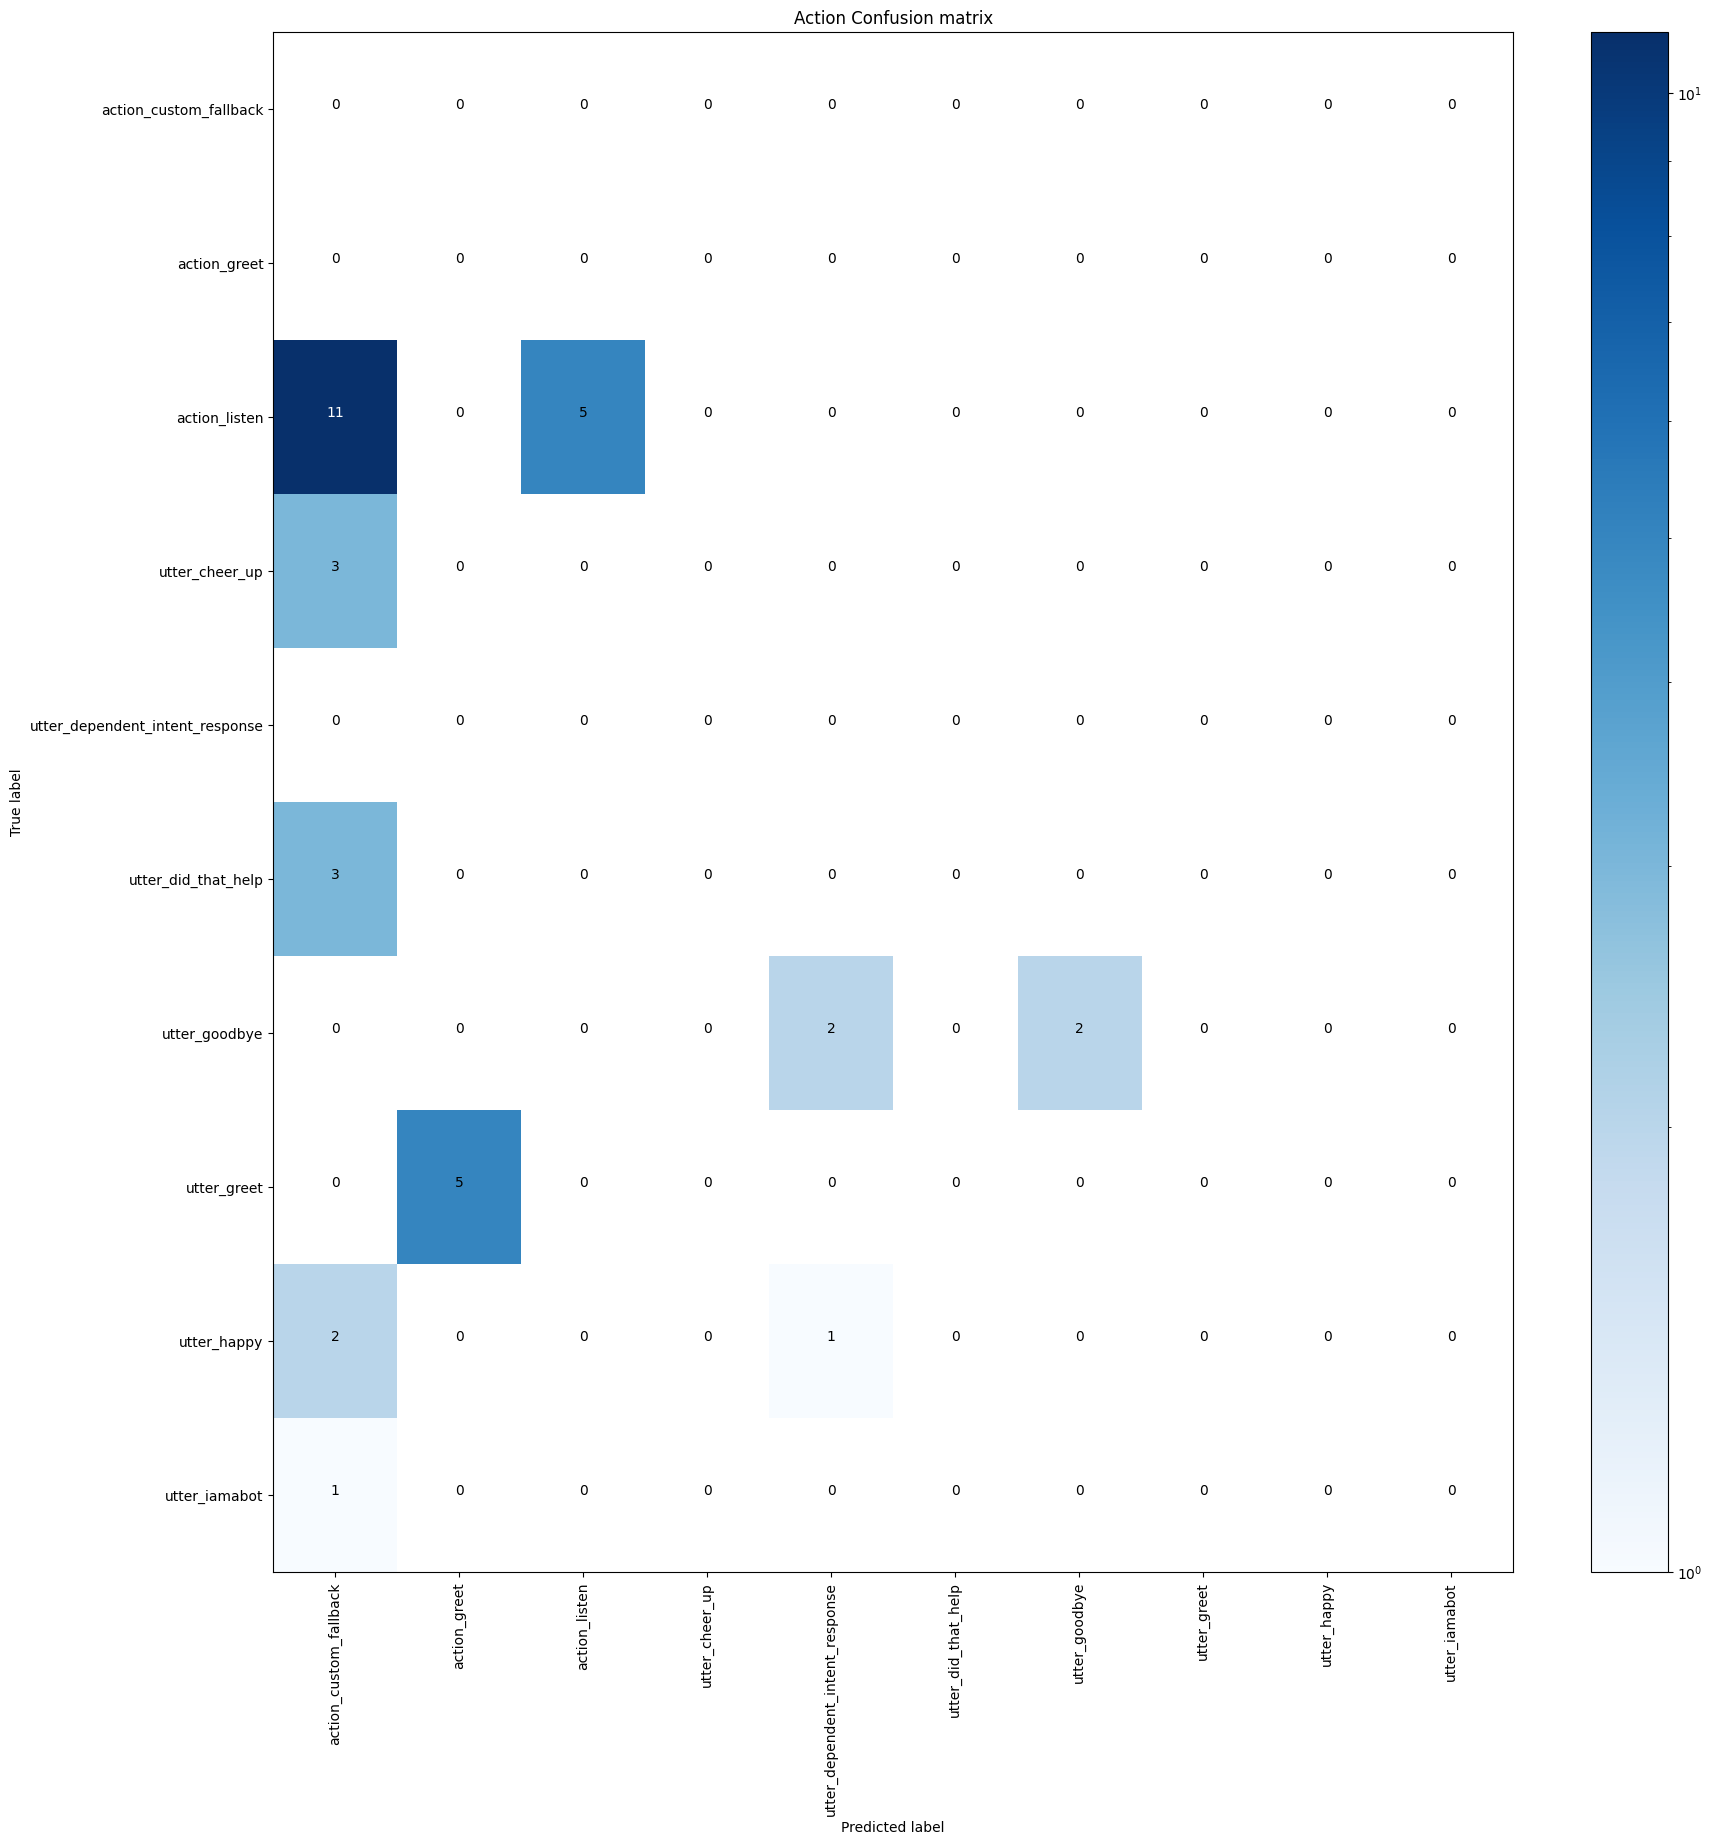 Action Confusion matrix
True label
action_custom_fallback 0 0 0 0 0 0 0 0 0 0
action_greet 0 0 0 0 0 0 0 0 0 0
action_listen 11 0 5 0 0 0 0 0 0 0
utter_cheer_up 3 0 0 0 0 0 0 0 0 0
utter_dependent_intent_response 0 0 0 0 0 0 0 0 0 0
utter_did_that_help 3 0 0 0 0 0 0 0 0 0
utter_goodbye 0 0 0 0 2 0 2 0 0 0
utter_greet 0 5 0 0 0 0 0 0 0 0
utter_happy 2 0 0 0 1 0 0 0 0 0
utter_iamabot 1 0 0 0 0 0 0 0 0 0
action_custom_fallback
action_greet
action_listen
utter_cheer_up
utter_dependent_intent_response
utter_did_that_help
utter_goodbye
utter_greet
utter_happy
utter_iamabot
Predicted label
10¹
10⁰